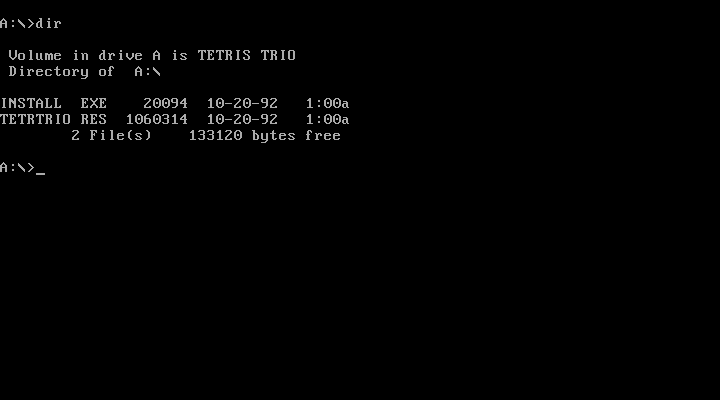 A:\>dir
Volume in drive A is TETRIS TRIO
Directory of  A:\
INSTALL  EXE    20094  10-20-92   1:00a
TETRTRIO RES  1060314  10-20-92   1:00a
2 File(s)    133120 bytes free
A:\>_